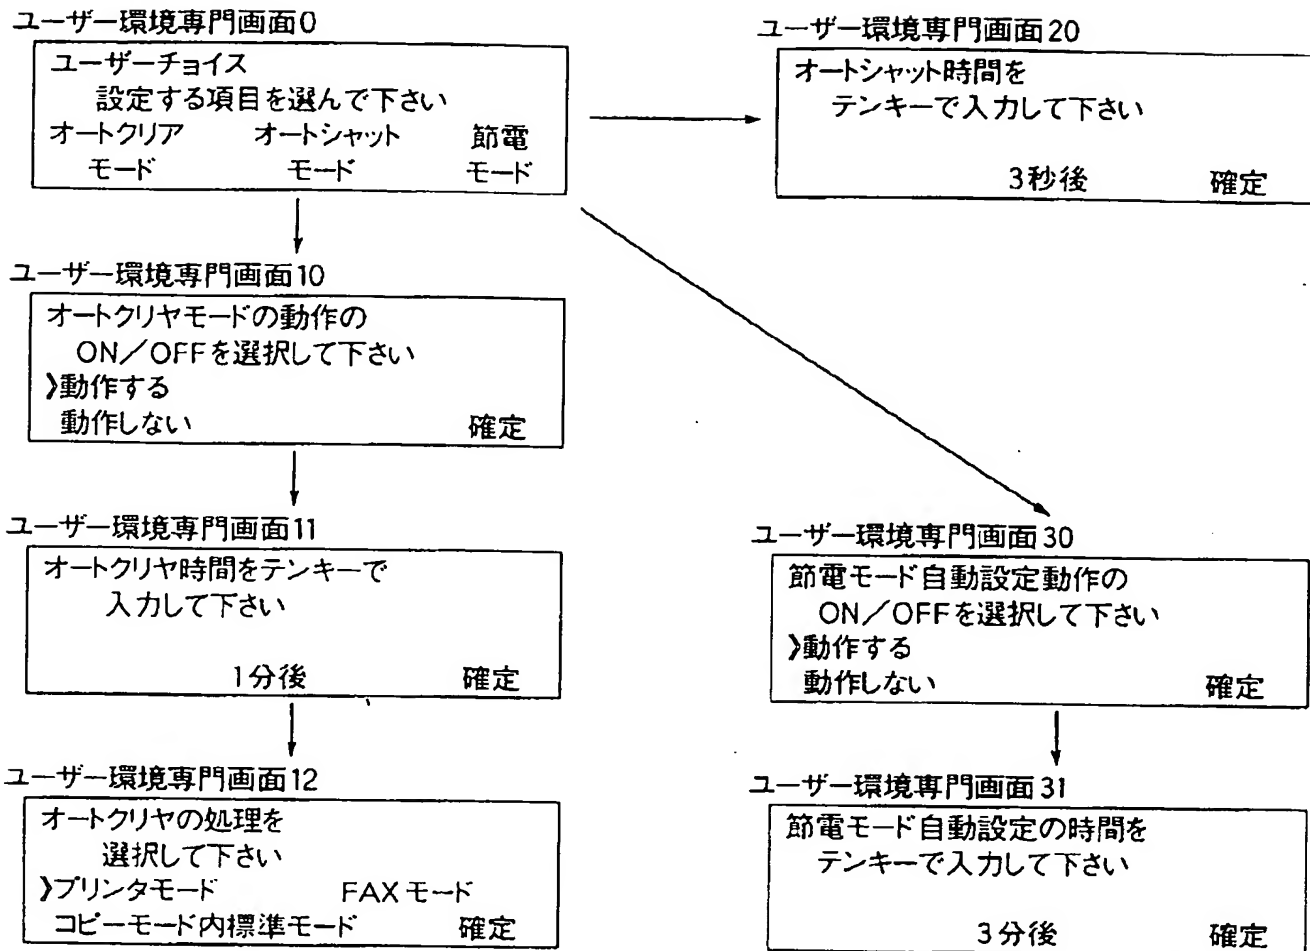 ユーザー環境専門画面0
ユーザーチョイス
設定する項目を選んで下さい
オートクリア オートシャット 節電
モード モード モード
ユーザー環境専門画面20
オートシャット時間を
テンキーで入力して下さい
3秒後 確定
ユーザー環境専門画面10
オートクリヤモードの動作の
ON/OFFを選択して下さい
》動作する
動作しない 確定
ユーザー環境専門画面11
オートクリヤ時間をテンキーで
入力して下さい
1分後 確定
ユーザー環境専門画面12
オートクリヤの処理を
選択して下さい
》プリンタモード FAXモード
コピーモード内標準モード 確定
ユーザー環境専門画面30
節電モード自動設定動作の
ON/OFFを選択して下さい
》動作する
動作しない 確定
ユーザー環境専門画面31
節電モード自動設定の時間を
テンキーで入力して下さい
3分後 確定